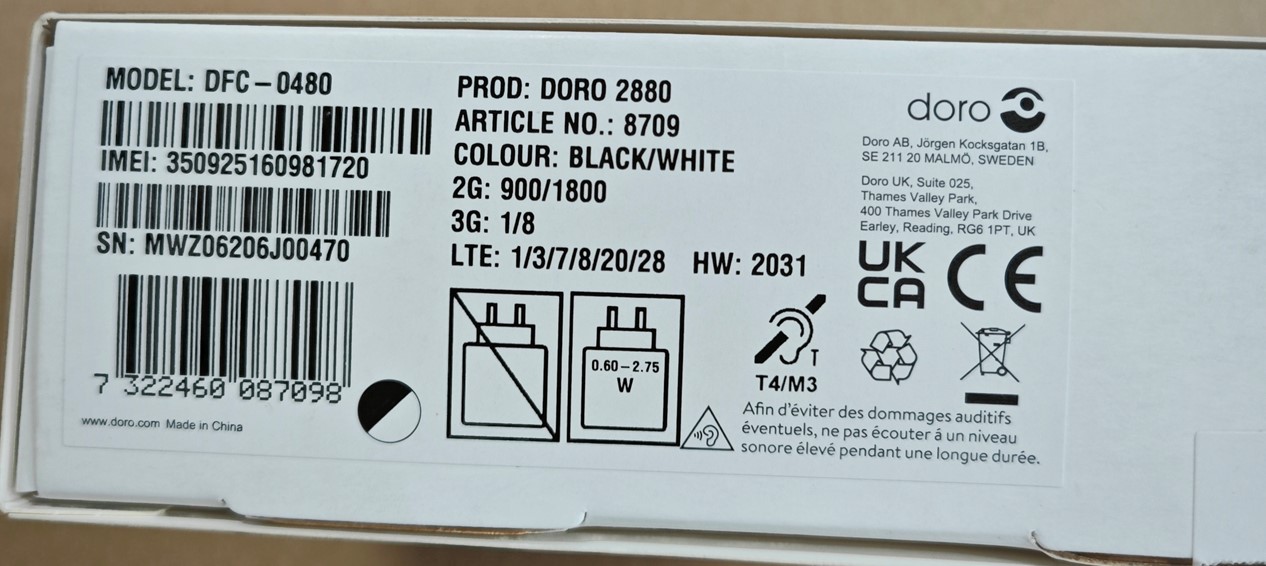 MODEL: DFC-0480
IMEI: 350925160981720
SN: MWZ06206J00470
7 322460 087098
www.doro.com Made in China
PROD: DORO 2880
ARTICLE NO.: 8709
COLOUR: BLACK/WHITE
2G: 900/1800
3G: 1/8
LTE: 1/3/7/8/20/28 HW: 2031
0.60-2.75
W
T
T4/M3
doro
Doro AB, Jörgen Kocksgatan 1B,
SE 211 20 MALMÖ, SWEDEN
Doro UK, Suite 025,
Thames Valley Park,
400 Thames Valley Park Drive
Earley, Reading, RG6 1PT, UK
UK
CA
CE
Afin d'éviter des dommages auditifs
éventuels, ne pas écouter â un niveau
sonore élevé pendant une longue durée.